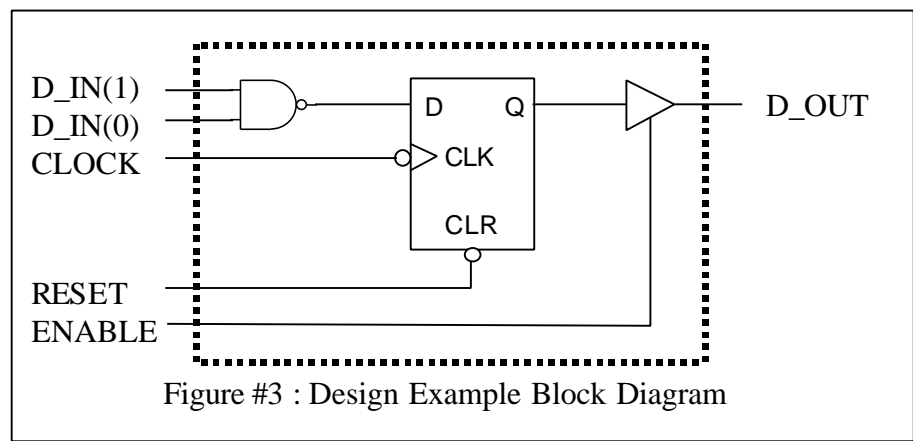 D_IN(1)
D_IN(0)
CLOCK
RESET
ENABLE
D
Q
CLK
CLR
D_OUT
Figure #3 : Design Example Block Diagram